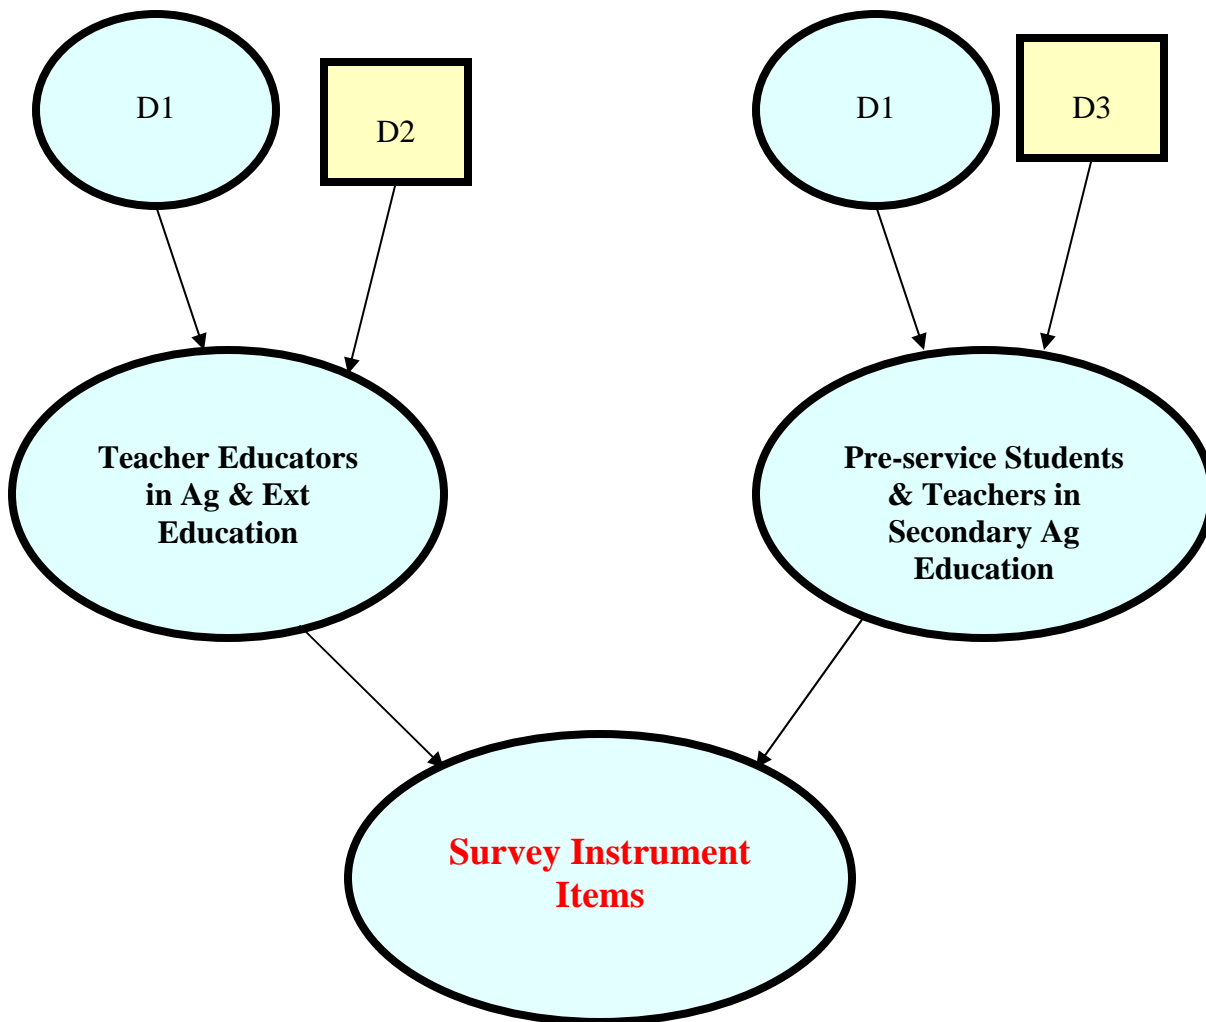 D1
D2
D1
D3
Teacher Educators
in Ag & Ext
Education
Pre-service Students
& Teachers in
Secondary Ag
Education
Survey Instrument
Items